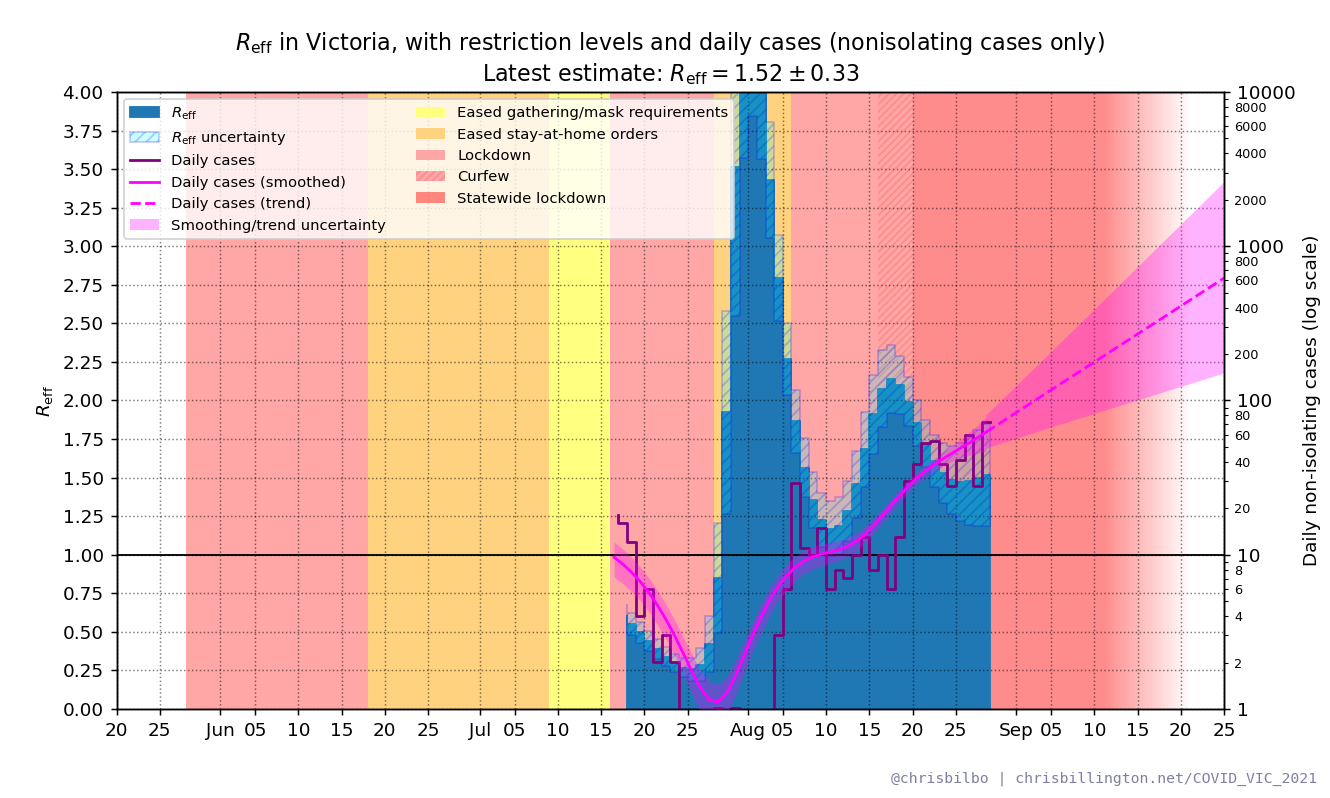 Reff in Victoria, with restriction levels and daily cases (nonisolating cases only)
Latest estimate: Reff = 1.52 ± 0.33
Reff
Reff uncertainty
Daily cases
Daily cases (smoothed)
Daily cases (trend)
Smoothing/trend uncertainty
Eased gathering/mask requirements
Eased stay-at-home orders
Lockdown
Curfew
Statewide lockdown
Reff
4.00
3.75
3.50
3.25
3.00
2.75
2.50
2.25
2.00
1.75
1.50
1.25
1.00
0.75
0.50
0.25
0.00
10000
8000
6000
4000
2000
1000
800
600
400
200
100
80
60
40
20
10
8
6
4
2
1
Daily non-isolating cases (log scale)
20 25 Jun 05 10 15 20 25 Jul 05 10 15 20 25 Aug 05 10 15 20 25 Sep 05 10 15 20 25
@chrisbilbo | chrisbillington.net/COVID_VIC_2021